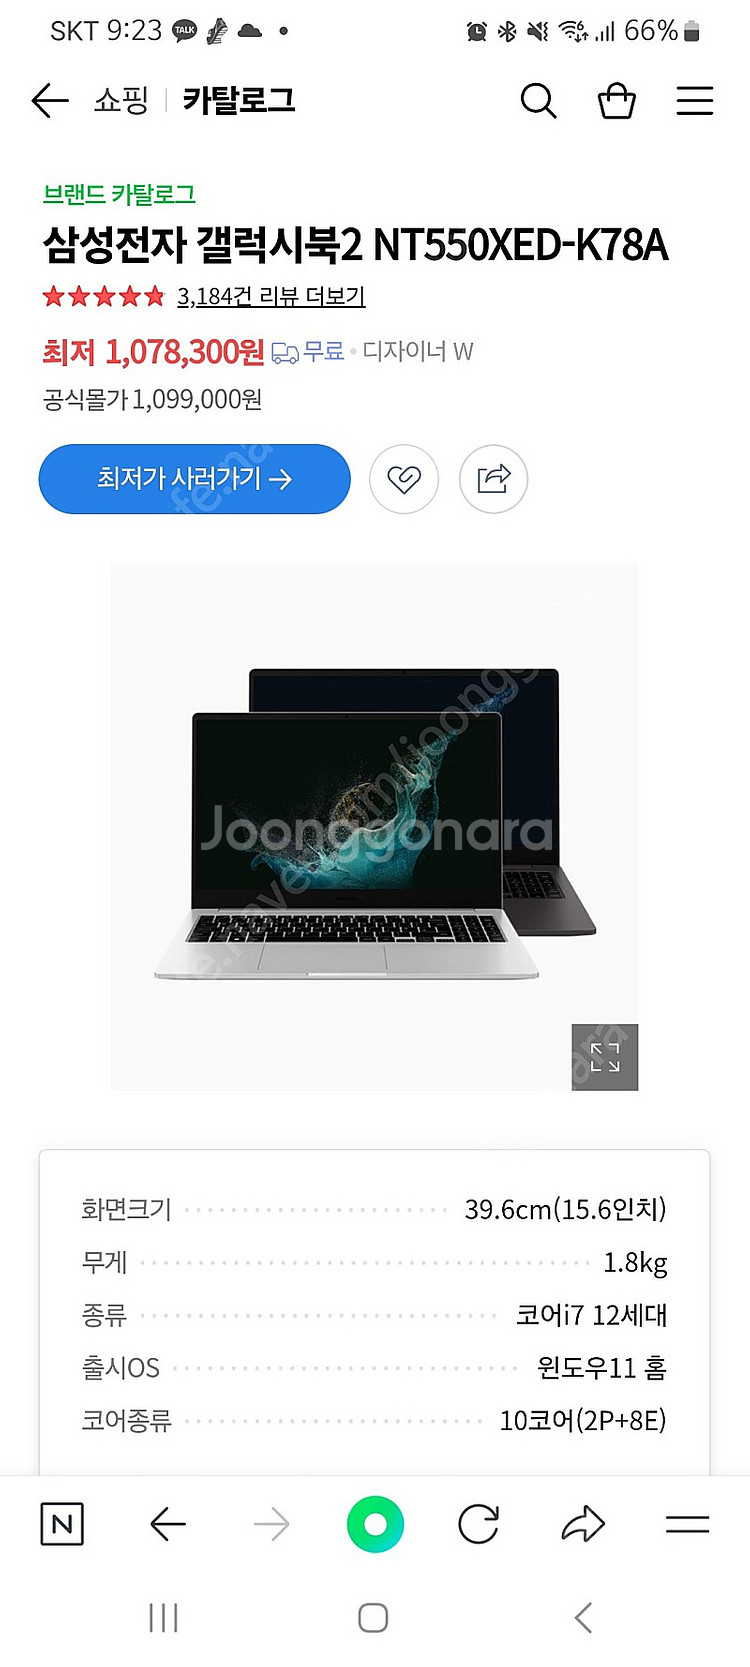 SKT 9:23 TALK 66%
쇼핑 카탈로그
브랜드 카탈로그
삼성전자 갤럭시북2 NT550XED-K78A
3,184건 리뷰 더보기
최저 1,078,300원 무료 • 디자이너 W
공식몰가 1,099,000원
최저가 사러가기 →
Joonggonara
화면크기 39.6cm(15.6인치)
무게 1.8kg
종류 코어i7 12세대
출시OS 윈도우11 홈
코어종류 10코어(2P+8E)
N